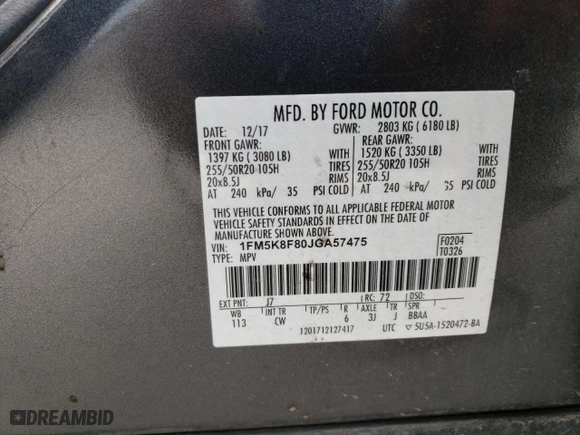 MFD. BY FORD MOTOR CO.
DATE: 12/17 GVWR: 2803 KG ( 6180 LB)
FRONT GAWR: REAR GAWR:
1397 KG ( 3080 LB) WITH 1520 KG ( 3350 LB) WITH
255/50R20 105H TIRES 255/50R20 105H TIRES
20x8.5J RIMS 20x8.5J RIMS
AT 240 kPa/ 35 PSI COLD AT 240 kPa/ 35 PSI COLD
THIS VEHICLE CONFORMS TO ALL APPLICABLE FEDERAL MOTOR
VEHICLE SAFETY STANDARDS IN EFFECT ON THE DATE OF
MANUFACTURE SHOWN ABOVE.
VIN: 1FM5K8F80JGA57475 F0204
TYPE: MPV T0326
EXT PNT: J7 RC: 72 DSO:
WB INT TR TP/PS R AXLE TR SPR
113 CW 6 3J J BBAA
1201712127417 UTC ▽ 5U5A-1520472-BA
DREAMBID